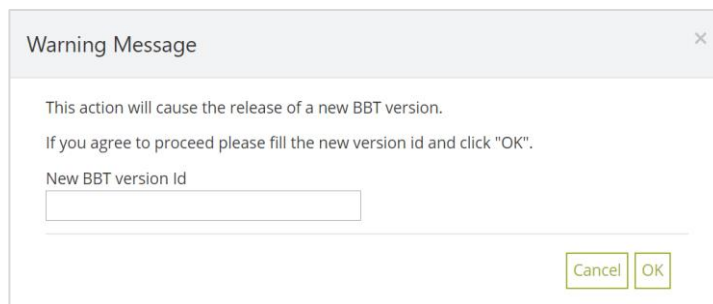 Warning Message
This action will cause the release of a new BBT version.
If you agree to proceed please fill the new version id and click "OK".
New BBT version Id
Cancel OK